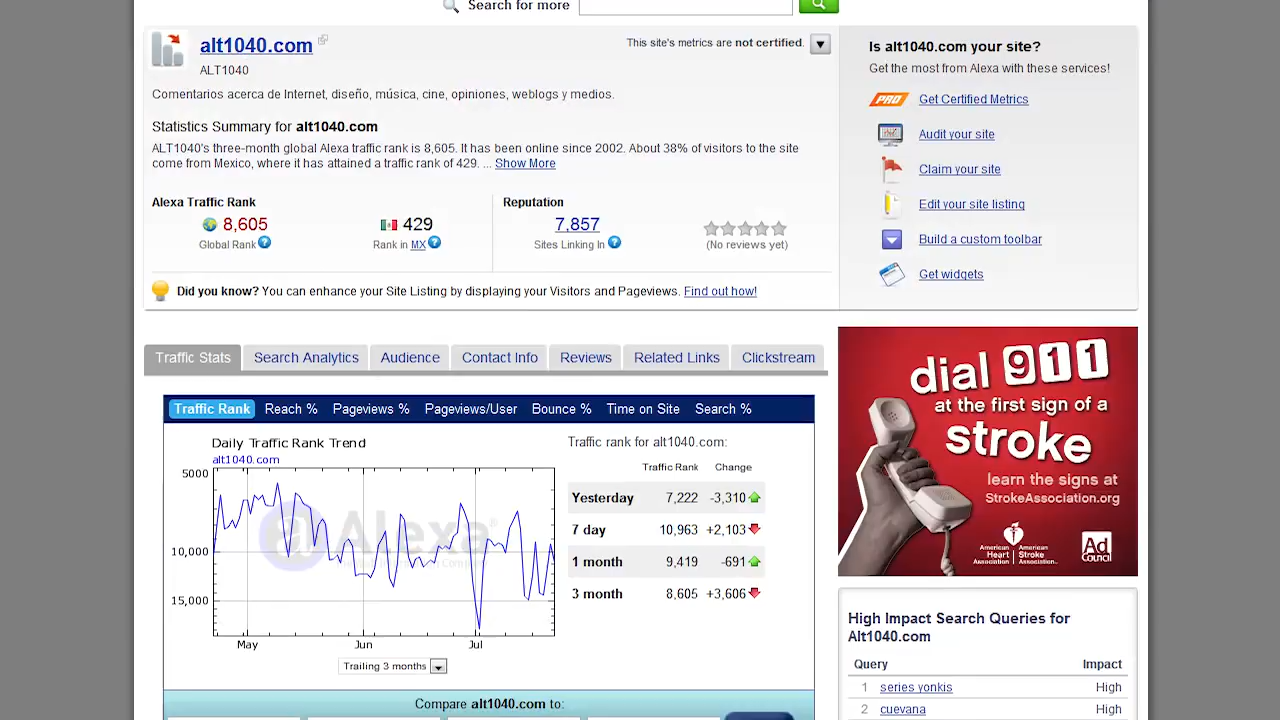 Search for more
alt1040.com
This site's metrics are not certified.
ALT1040
Comentarios acerca de Internet, diseño, música, cine, opiniones, weblogs y medios.
Statistics Summary for alt1040.com
ALT1040's three-month global Alexa traffic rank is 8,605. It has been online since 2002. About 38% of visitors to the site
come from Mexico, where it has attained a traffic rank of 429. ... Show More
Alexa Traffic Rank
Reputation
8,605
429
7,857
Global Rank ?
Rank in MX ?
Sites Linking In ?
(No reviews yet)
Did you know? You can enhance your Site Listing by displaying your Visitors and Pageviews. Find out how!
Is alt1040.com your site?
Get the most from Alexa with these services!
PRO Get Certified Metrics
Audit your site
Claim your site
Edit your site listing
Build a custom toolbar
Get widgets
Traffic Stats Search Analytics Audience Contact Info Reviews Related Links Clickstream
Traffic Rank Reach % Pageviews % Pageviews/User Bounce % Time on Site Search %
Daily Traffic Rank Trend
alt1040.com
5000
10,000
15,000
Alexa
May Jun Jul
Trailing 3 months
Traffic rank for alt1040.com:
Traffic Rank Change
Yesterday 7,222 -3,310
7 day 10,963 +2,103
1 month 9,419 -691
3 month 8,605 +3,606
Compare alt1040.com to:
dial 911
at the first sign of a
stroke
learn the signs at
StrokeAssociation.org
American Heart Association
American Stroke Association
Ad Council
High Impact Search Queries for
Alt1040.com
Query Impact
1 series yonkis High
2 cuevana High